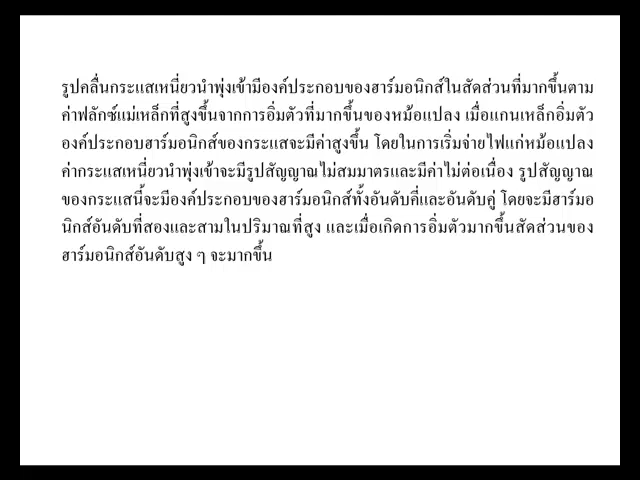 รูปคลื่นกระแสเหนี่ยวนำพุ่งเข้ามีองค์ประกอบของฮาร์มอนิกส์ในสัดส่วนที่มากขึ้นตาม
ค่าฟลักซ์แม่เหล็กที่สูงขึ้นจากการอิ่มตัวที่มากขึ้นของหม้อแปลง เมื่อแกนเหล็กอิ่มตัว
องค์ประกอบฮาร์มอนิกส์ของกระแสจะมีค่าสูงขึ้น โดยในการเริ่มจ่ายไฟแก่หม้อแปลง
ค่ากระแสเหนี่ยวนำพุ่งเข้าจะมีรูปสัญญาณไม่สมมาตรและมีค่าไม่ต่อเนื่อง รูปสัญญาณ
ของกระแสนี้จะมีองค์ประกอบของฮาร์มอนิกส์ทั้งอันดับคี่และอันดับคู่ โดยจะมีฮาร์มอ
นิกส์อันดับที่สองและสามในปริมาณที่สูง และเมื่อเกิดการอิ่มตัวมากขึ้นสัดส่วนของ
ฮาร์มอนิกส์อันดับสูง ๆ จะมากขึ้น